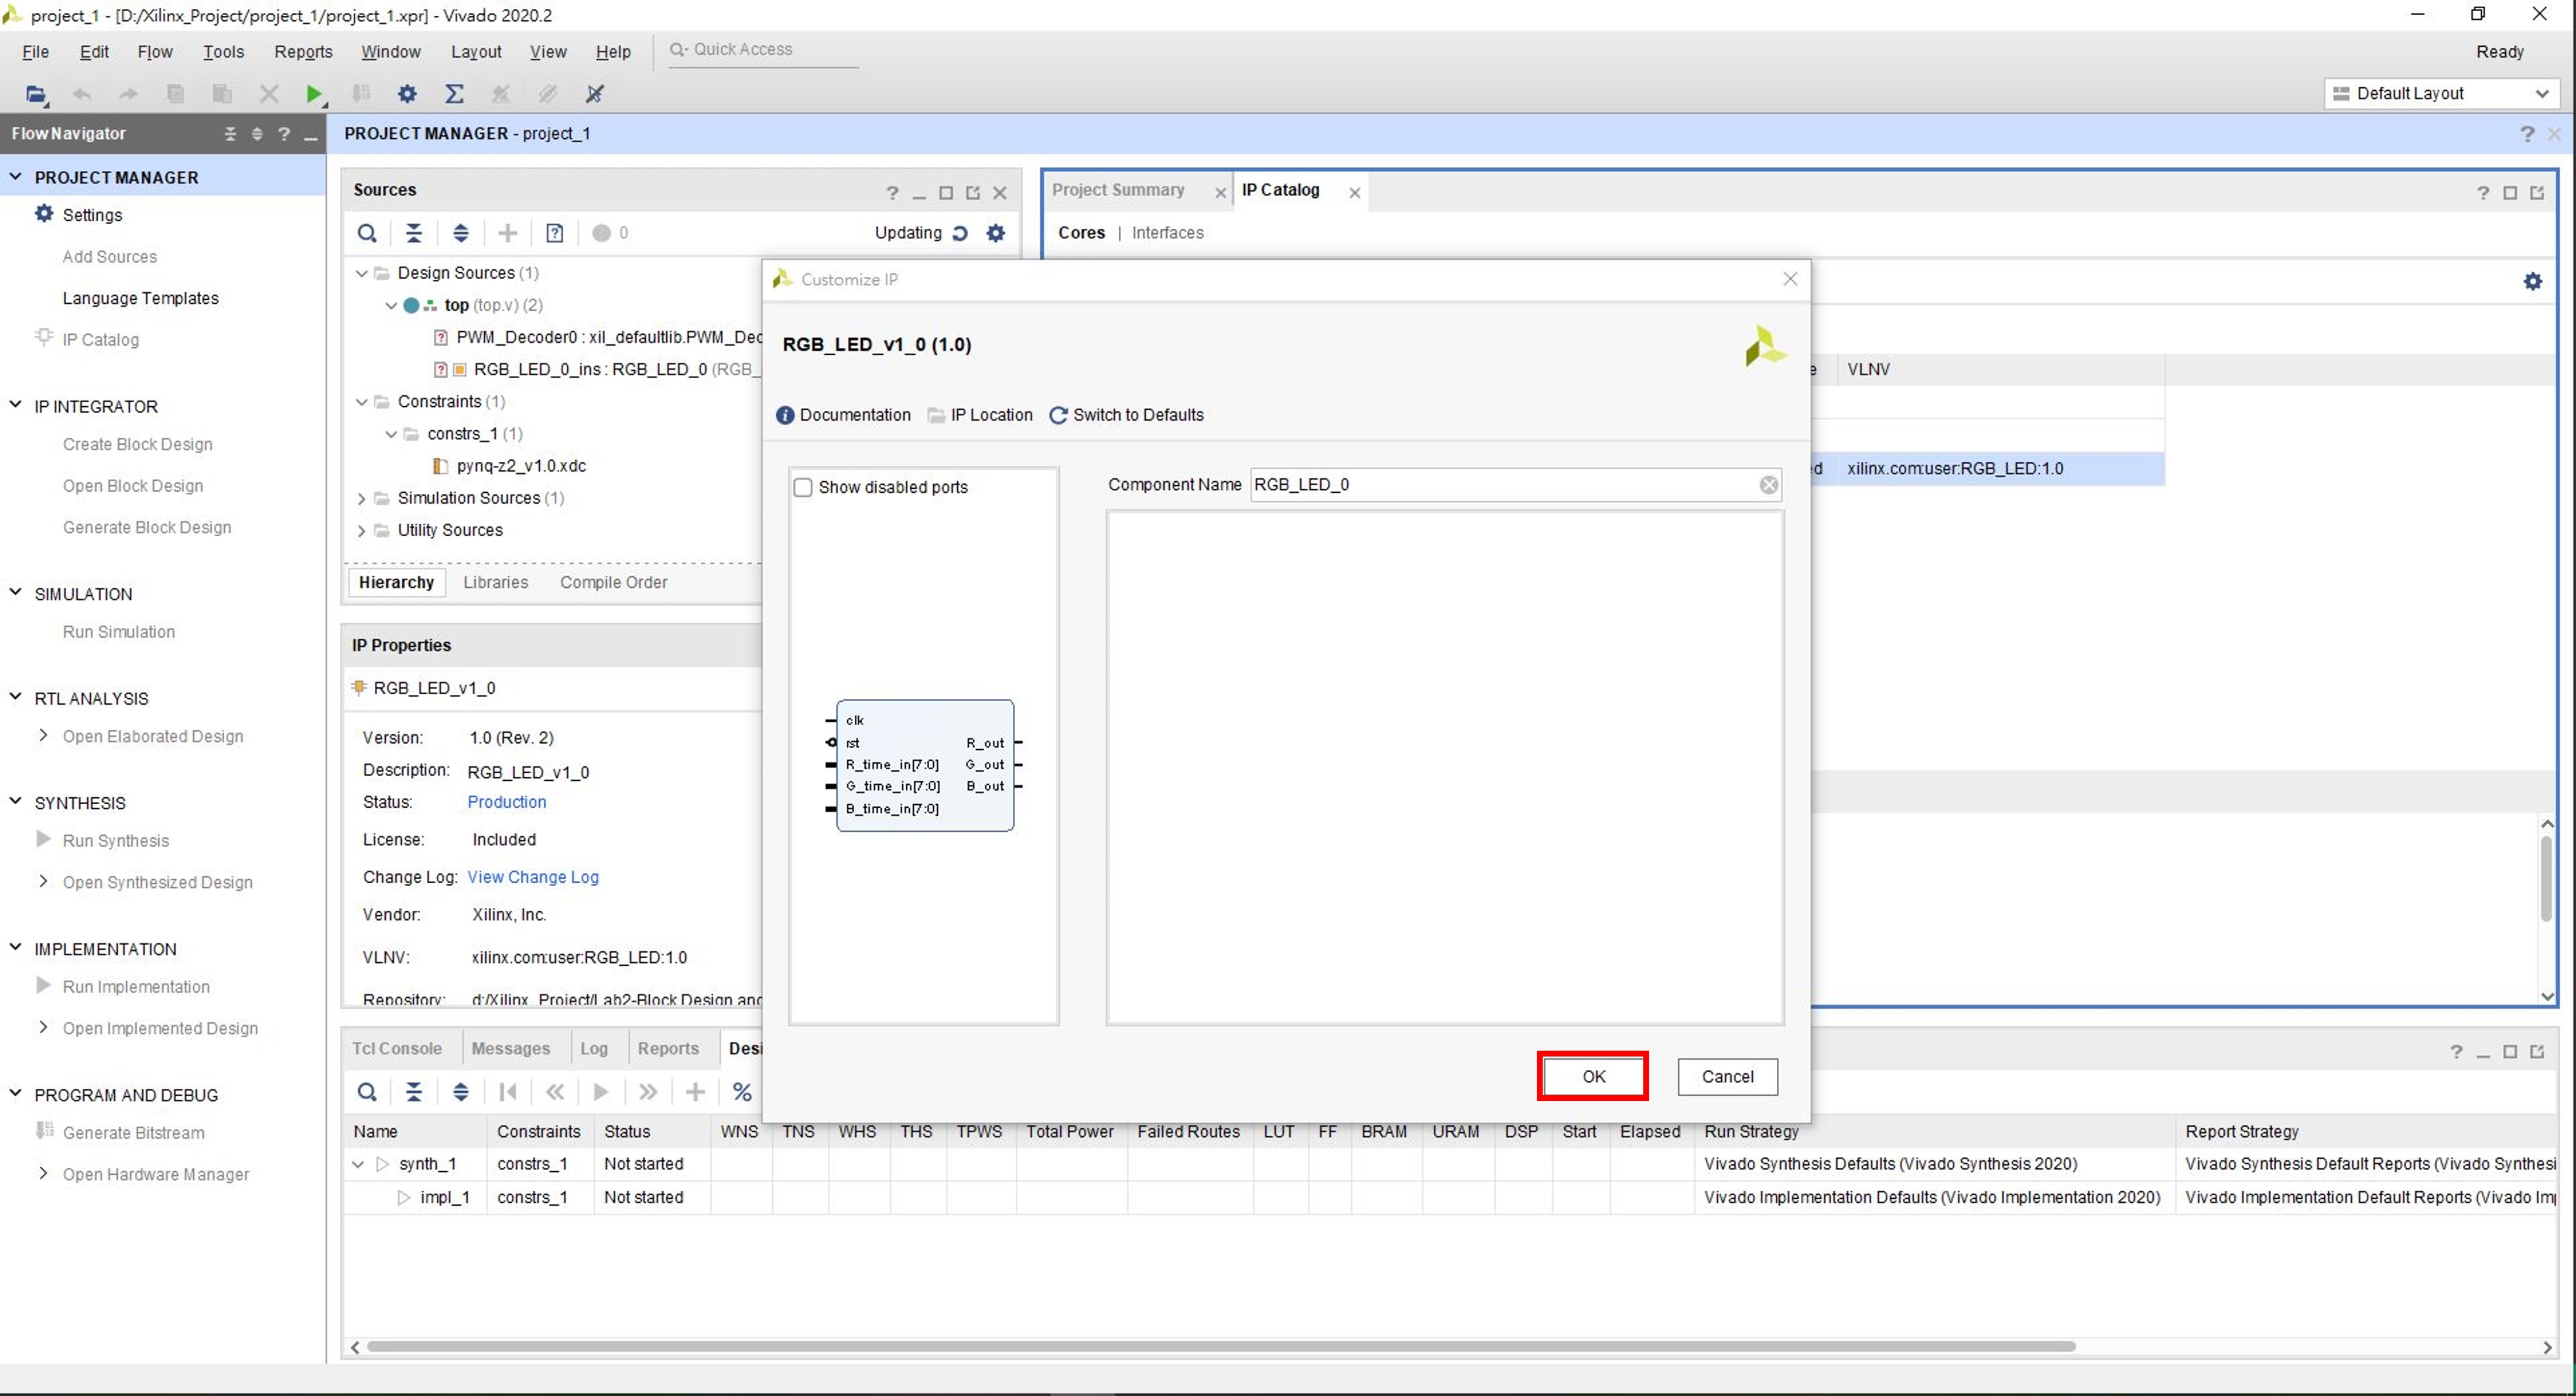 project_1 - [D:/Xilinx_Project/project_1/project_1.xpr] - Vivado 2020.2
File Edit Flow Tools Reports Window Layout View Help Quick Access Ready
Default Layout
Flow Navigator
PROJECT MANAGER - project_1
PROJECT MANAGER
Settings
Add Sources
Language Templates
IP Catalog
IP INTEGRATOR
Create Block Design
Open Block Design
Generate Block Design
SIMULATION
Run Simulation
RTL ANALYSIS
Open Elaborated Design
SYNTHESIS
Run Synthesis
Open Synthesized Design
IMPLEMENTATION
Run Implementation
Open Implemented Design
PROGRAM AND DEBUG
Generate Bitstream
Open Hardware Manager
Sources
0
Updating
Design Sources (1)
top (top.v) (2)
PWM_Decoder0 : xil_defaultlib.PWM_Dec
RGB_LED_0_ins : RGB_LED_0 (RGB_
Constraints (1)
constrs_1 (1)
pynq-z2_v1.0.xdc
Simulation Sources (1)
Utility Sources
Hierarchy Libraries Compile Order
IP Properties
RGB_LED_v1_0
Version: 1.0 (Rev. 2)
Description: RGB_LED_v1_0
Status: Production
License: Included
Change Log: View Change Log
Vendor: Xilinx, Inc.
VLNV: xilinx.com:user:RGB_LED:1.0
Repository: d:/Xilinx_Project/Lab2-Block Design and
Project Summary IP Catalog
Cores | Interfaces
e VLNV
ed xilinx.com:user:RGB_LED:1.0
Customize IP
RGB_LED_v1_0 (1.0)
Documentation IP Location Switch to Defaults
Show disabled ports
Component Name RGB_LED_0
clk
rst R_out
R_time_in[7:0] G_out
G_time_in[7:0] B_out
B_time_in[7:0]
OK Cancel
Tcl Console Messages Log Reports Desi
Name Constraints Status WNS TNS WHS THS TPWS Total Power Failed Routes LUT FF BRAM URAM DSP Start Elapsed Run Strategy Report Strategy
synth_1 constrs_1 Not started Vivado Synthesis Defaults (Vivado Synthesis 2020) Vivado Synthesis Default Reports (Vivado Synthesi
impl_1 constrs_1 Not started Vivado Implementation Defaults (Vivado Implementation 2020) Vivado Implementation Default Reports (Vivado Im